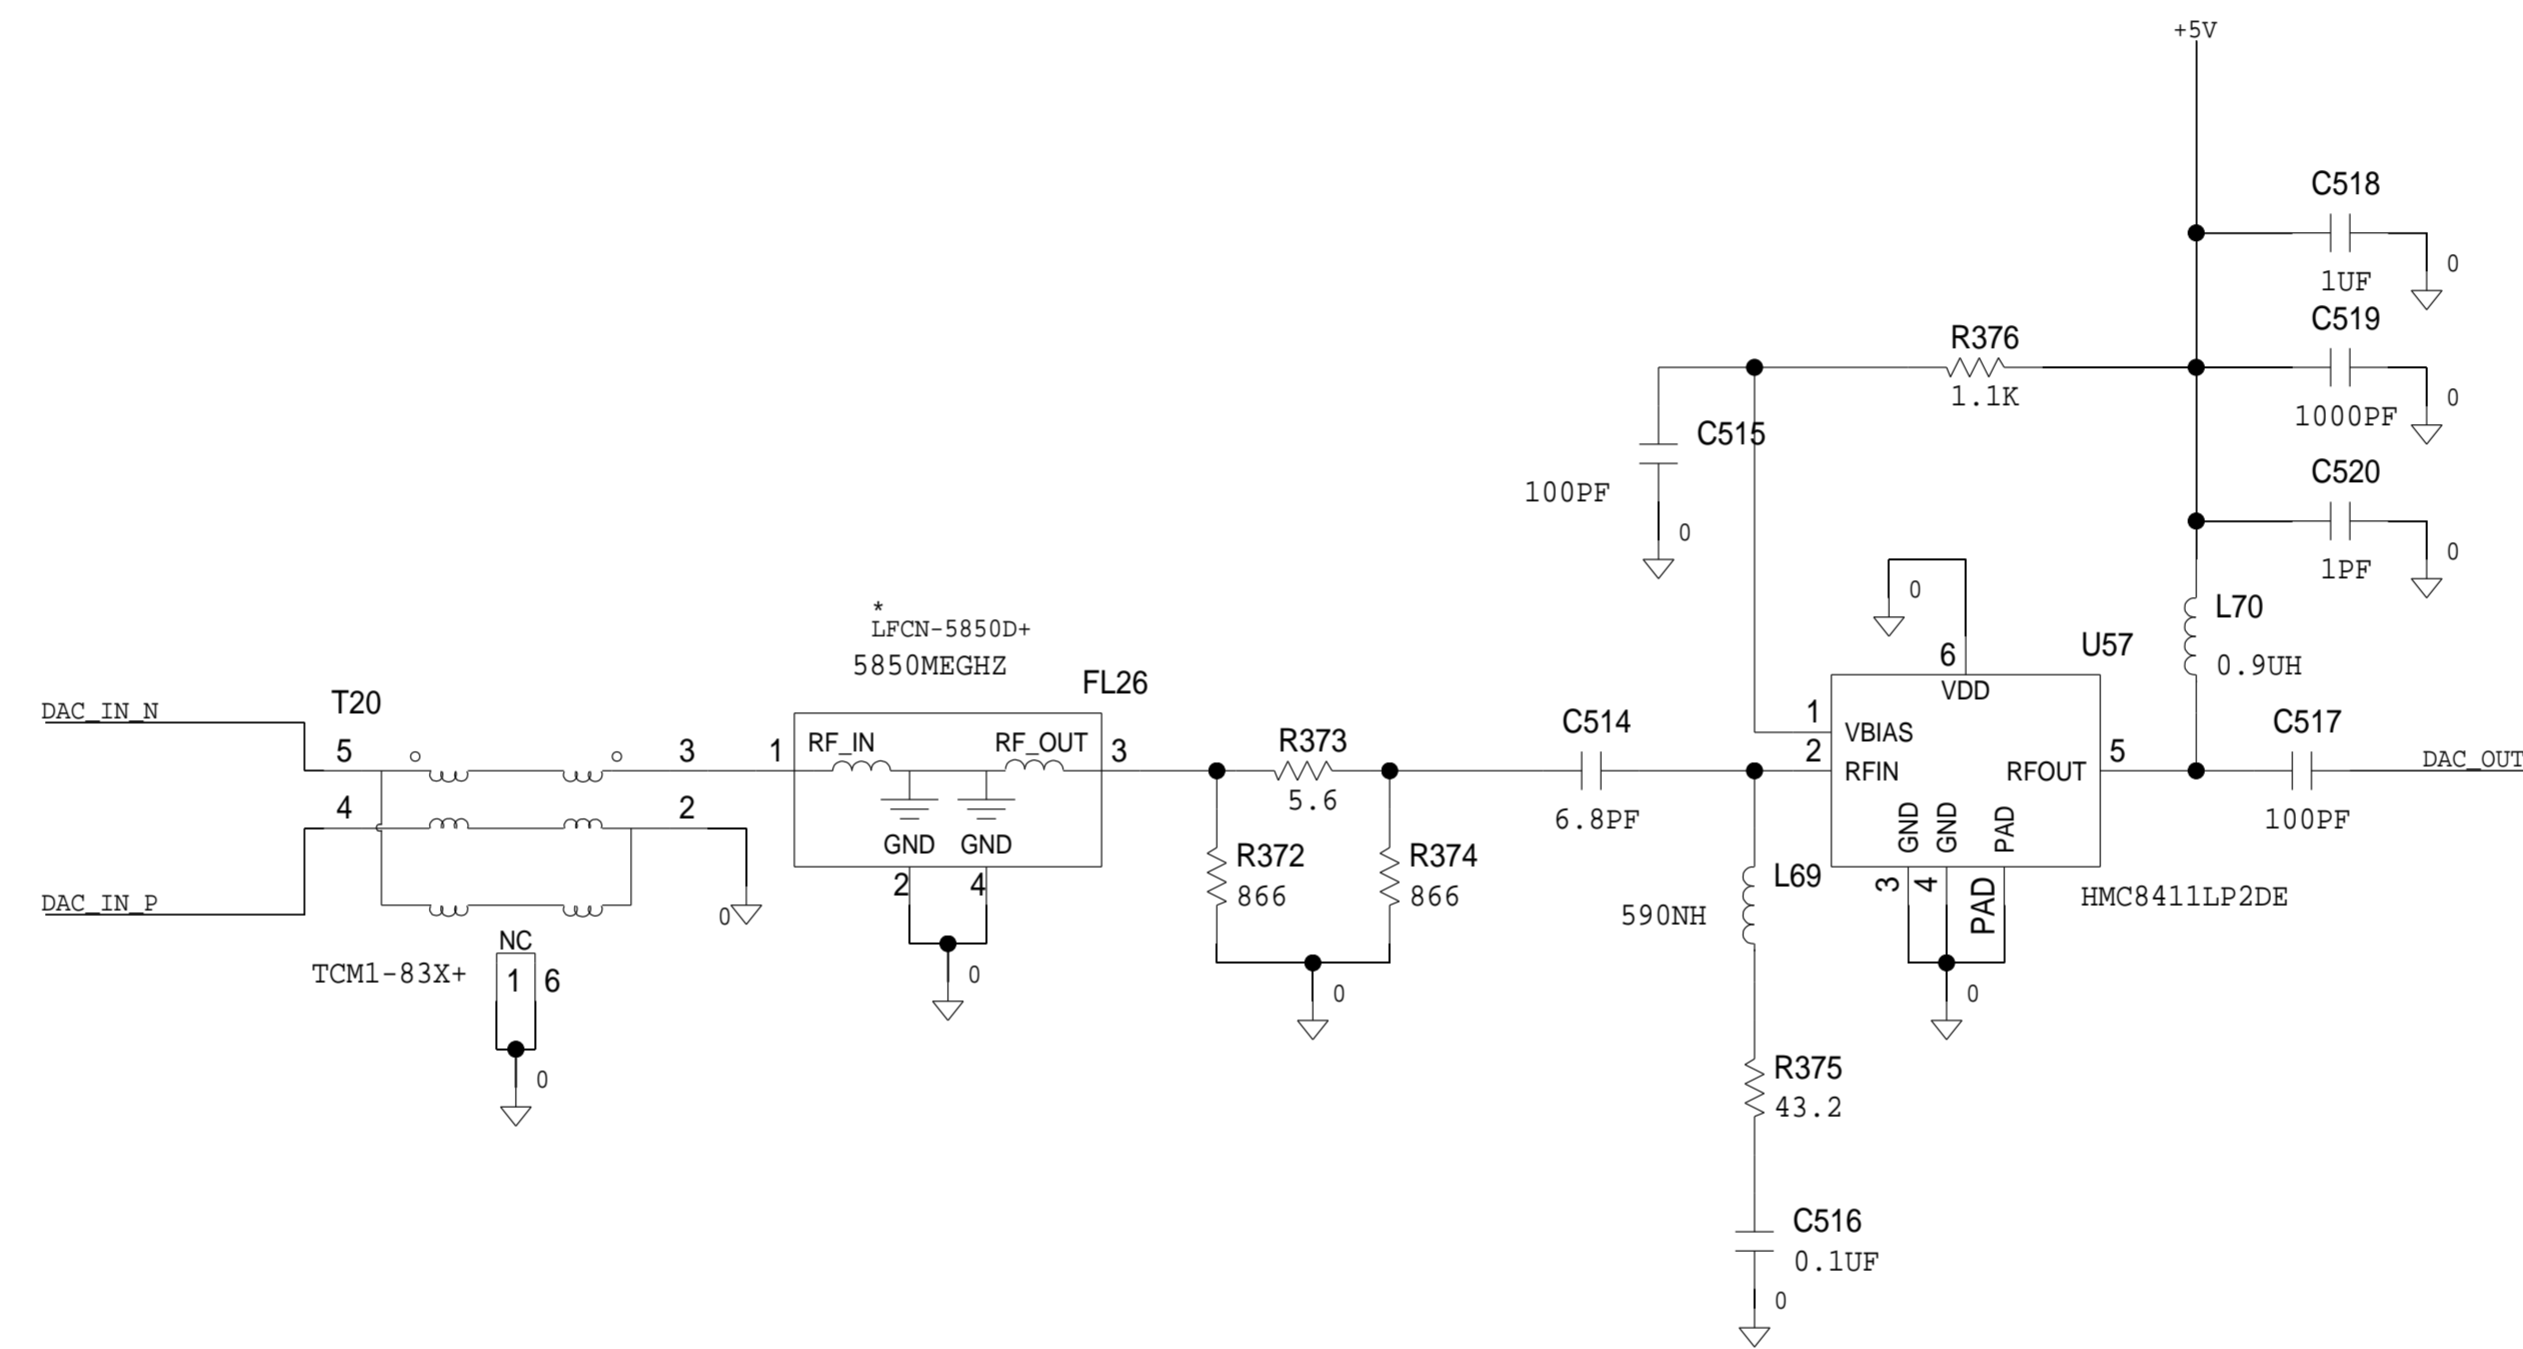 +5V
C518
1UF
0
C519
1000PF
0
C520
1PF
0
R376
1.1K
C515
100PF
0
L70
0.9UH
0
6
U57
VDD
*
LFCN-5850D+
5850MEGHZ
FL26
DAC_IN_N
T20
5
3
4
2
DAC_IN_P
0
NC
TCM1-83X+
1
6
0
1
RF_IN
RF_OUT
3
GND
GND
2
4
0
R373
5.6
R372
866
R374
866
0
C514
6.8PF
1
VBIAS
2
RFIN
RFOUT
5
GND
GND
PAD
3
4
PAD
HMC8411LP2DE
0
C517
100PF
DAC_OUT
L69
590NH
R375
43.2
C516
0.1UF
0